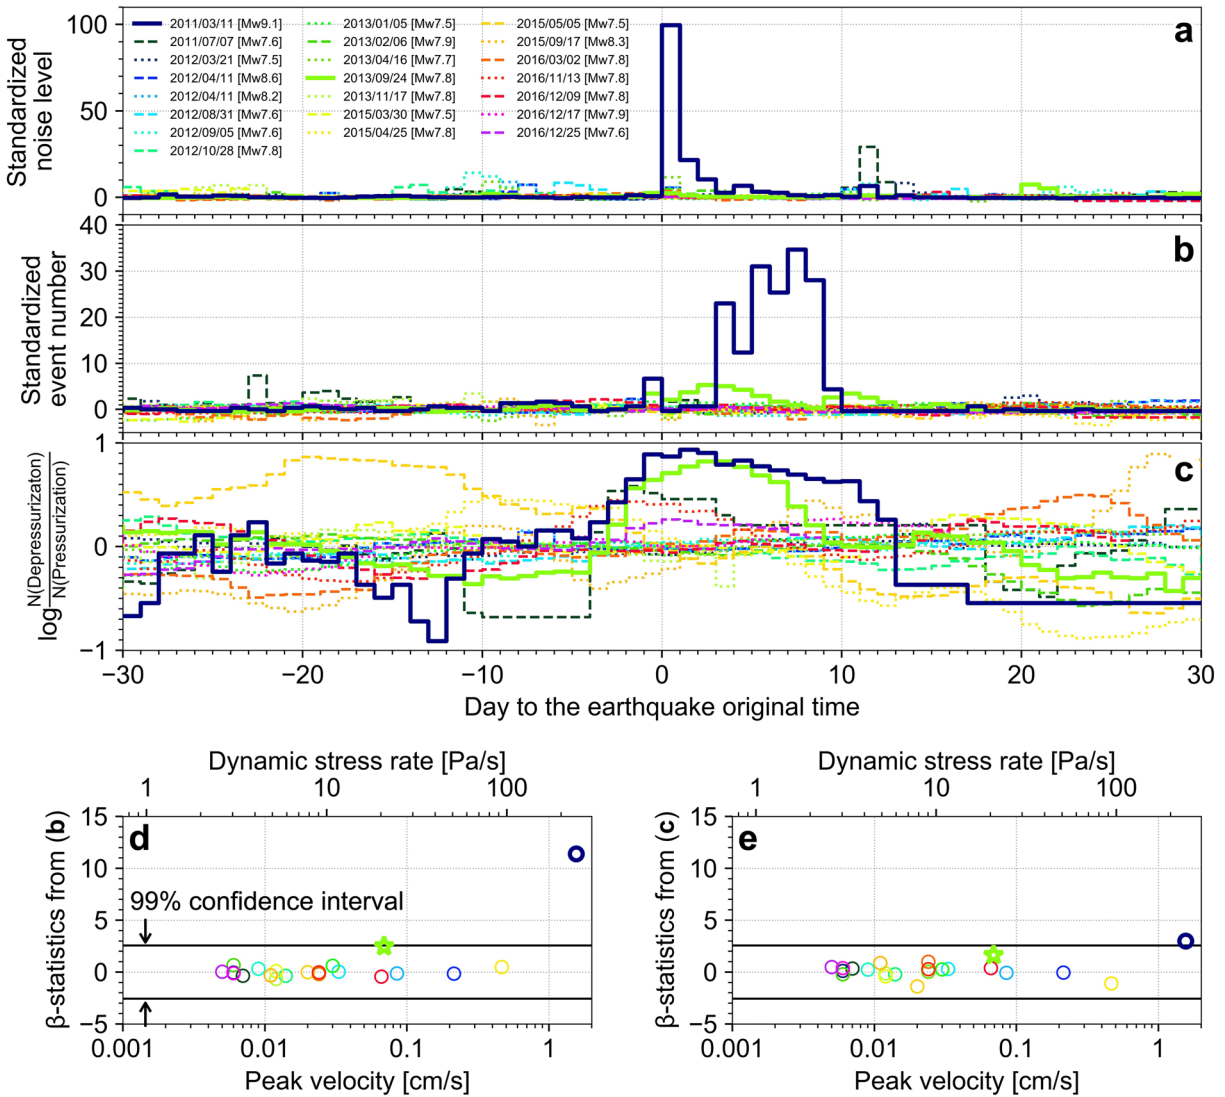 100
50
0
Standardized
noise level
a
2011/03/11 [Mw9.1]
2011/07/07 [Mw7.6]
2012/03/21 [Mw7.5]
2012/04/11 [Mw8.6]
2012/04/11 [Mw8.2]
2012/08/31 [Mw7.6]
2012/09/05 [Mw7.6]
2012/10/28 [Mw7.8]
2013/01/05 [Mw7.5]
2013/02/06 [Mw7.9]
2013/04/16 [Mw7.7]
2013/09/24 [Mw7.8]
2013/11/17 [Mw7.8]
2015/03/30 [Mw7.5]
2015/04/25 [Mw7.8]
2015/05/05 [Mw7.5]
2015/09/17 [Mw8.3]
2016/03/02 [Mw7.8]
2016/11/13 [Mw7.8]
2016/12/09 [Mw7.8]
2016/12/17 [Mw7.9]
2016/12/25 [Mw7.6]
40
30
20
10
0
Standardized
event number
b
1
0
−1
log N(Depressurizaton)
N(Pressurization)
c
−30 −20 −10 0 10 20 30
Day to the earthquake original time
Dynamic stress rate [Pa/s]
1 10 100
15
10
5
0
−5
β-statistics from (b)
d
99% confidence interval
0.001 0.01 0.1 1
Peak velocity [cm/s]
Dynamic stress rate [Pa/s]
1 10 100
15
10
5
0
−5
β-statistics from (c)
e
0.001 0.01 0.1 1
Peak velocity [cm/s]